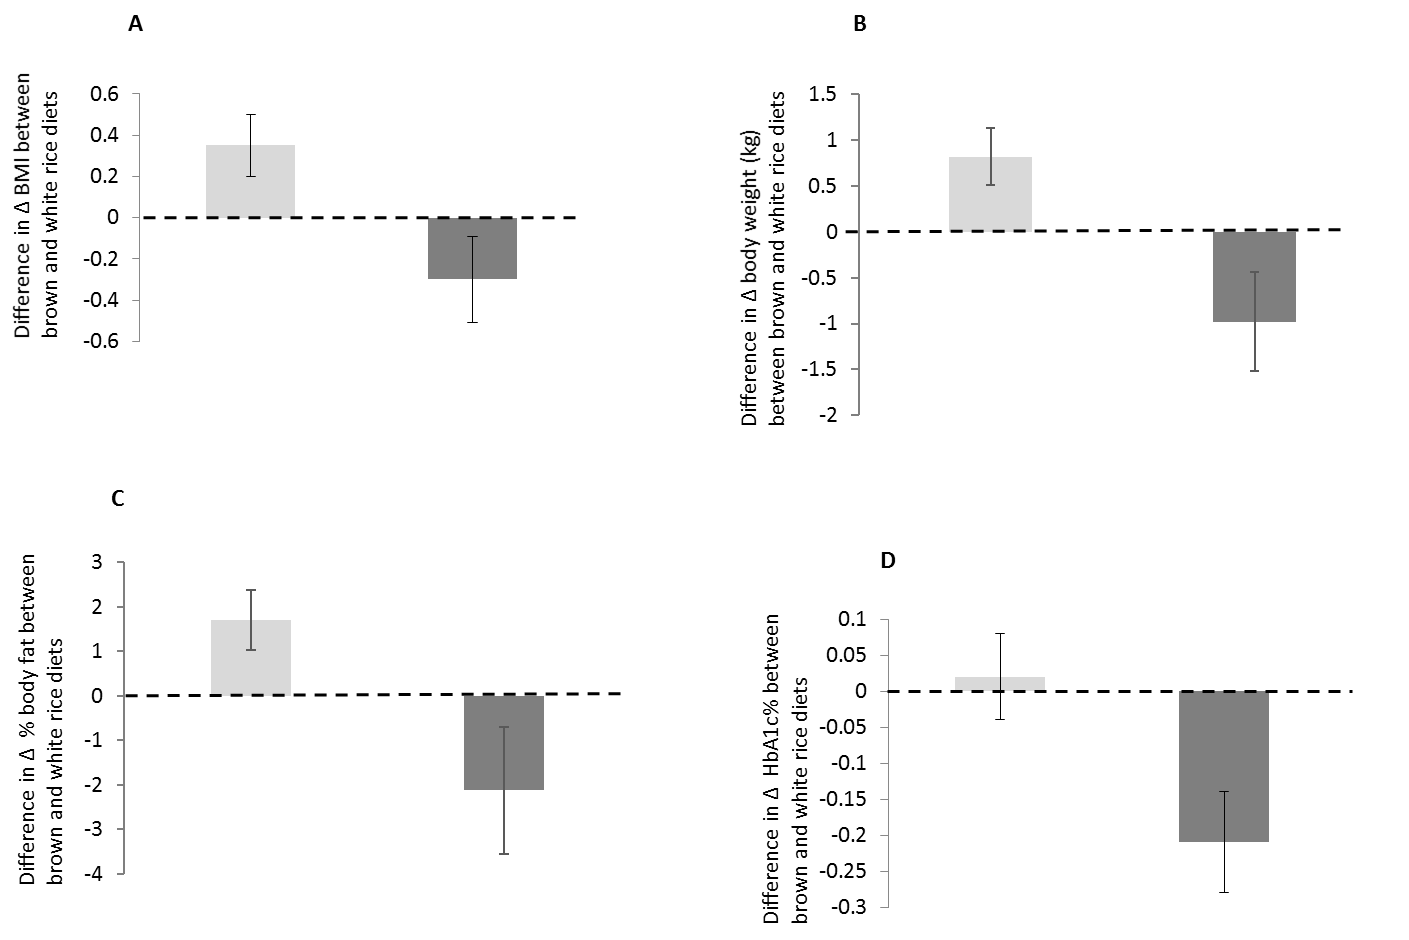 A
Difference in Δ BMI between
brown and white rice diets
0.6
0.4
0.2
0
-0.2
-0.4
-0.6
B
Difference in Δ body weight (kg)
between brown and white rice diets
1.5
1
0.5
0
-0.5
-1
-1.5
-2
C
Difference in Δ % body fat between
brown and white rice diets
3
2
1
0
-1
-2
-3
-4
D
Difference in Δ HbA1c% between
brown and white rice diets
0.1
0.05
0
-0.05
-0.1
-0.15
-0.2
-0.25
-0.3